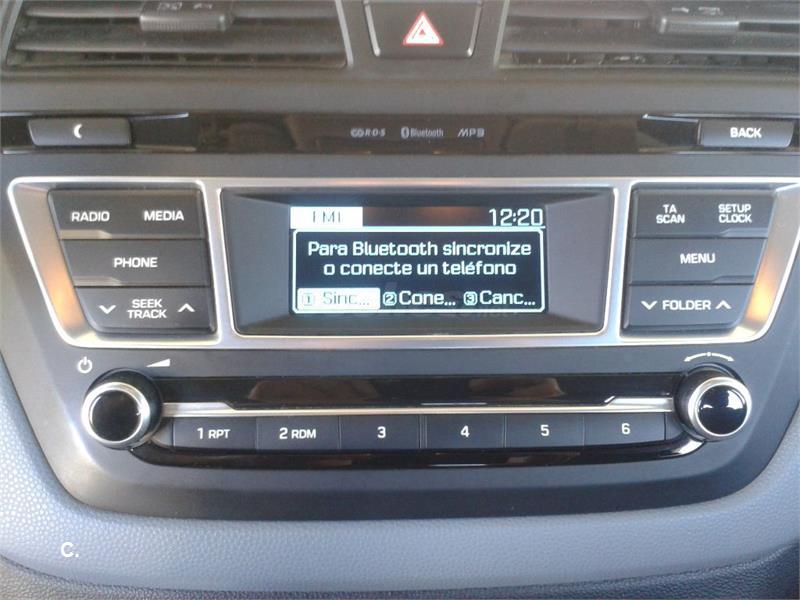 CD R·D·S Bluetooth MP3
BACK
RADIO MEDIA
PHONE
SEEK
TRACK
FM1 12:20
Para Bluetooth sincronize
o conecte un teléfono
1 Sinc... 2 Cone... 3 Canc...
TA
SCAN
SETUP
CLOCK
MENU
FOLDER
1 RPT 2 RDM 3 4 5 6
C.